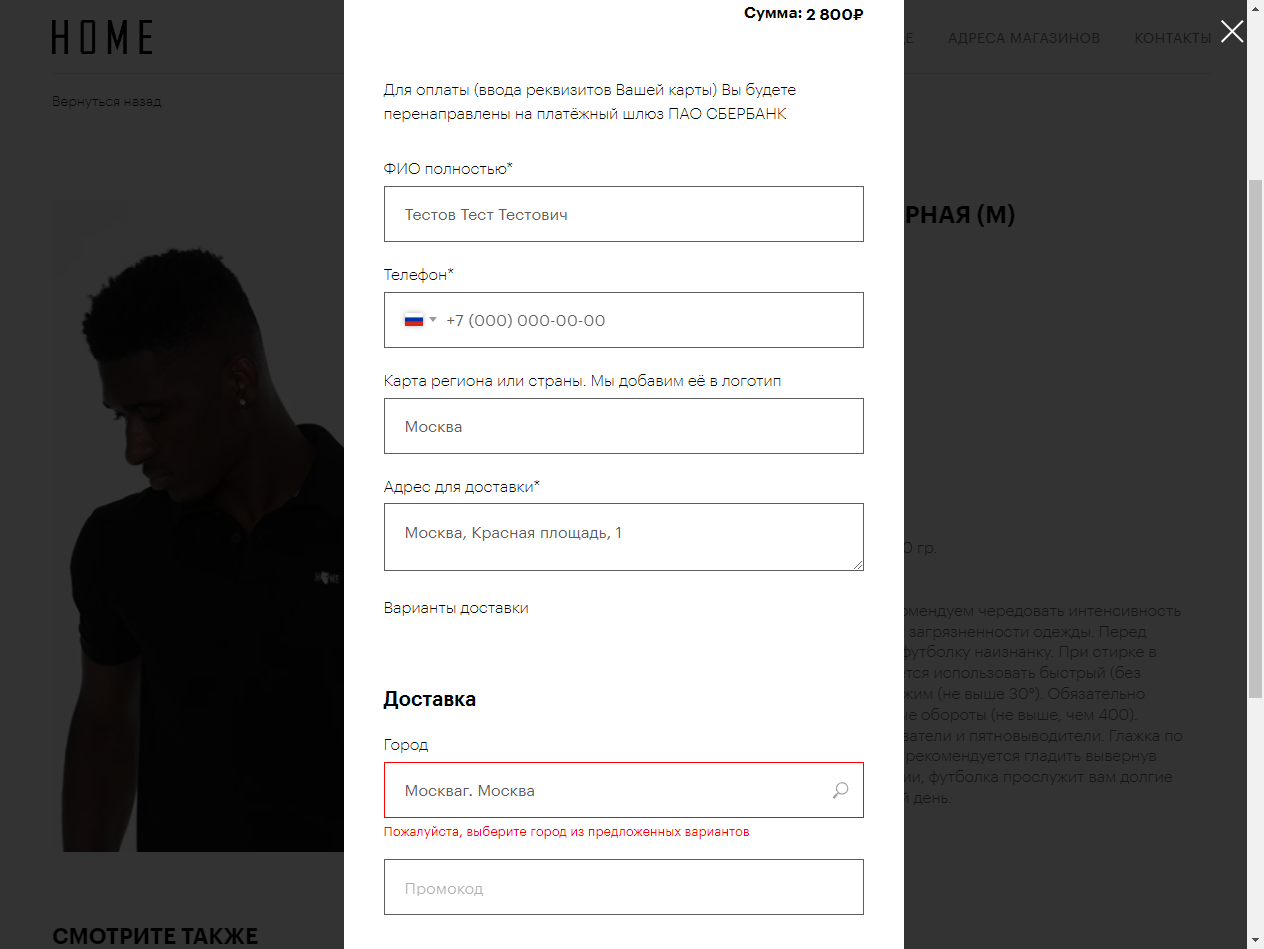 HOME
Е
АДРЕСА МАГАЗИНОВ
КОНТАКТЫ
Вернуться назад
Сумма: 2 800₽
Для оплаты (ввода реквизитов Вашей карты) Вы будете
перенаправлены на платёжный шлюз ПАО СБЕРБАНК
ФИО полностью*
Тестов Тест Тестович
Телефон*
+7 (000) 000-00-00
Карта региона или страны. Мы добавим её в логотип
Москва
Адрес для доставки*
Москва, Красная площадь, 1
Варианты доставки
Доставка
Город
Москваг. Москва
Пожалуйста, выберите город из предложенных вариантов
Промокод
РНАЯ (M)
0 гр.
омендуем чередовать интенсивность
загрязненности одежды. Перед
футболку наизнанку. При стирке в
тся использовать быстрый (без
жим (не выше 30°). Обязательно
ые обороты (не выше, чем 400).
ватели и пятновыводители. Глажка по
рекомендуется гладить вывернув
ии, футболка прослужит вам долгие
й день.
HOME
СМОТРИТЕ ТАКЖЕ